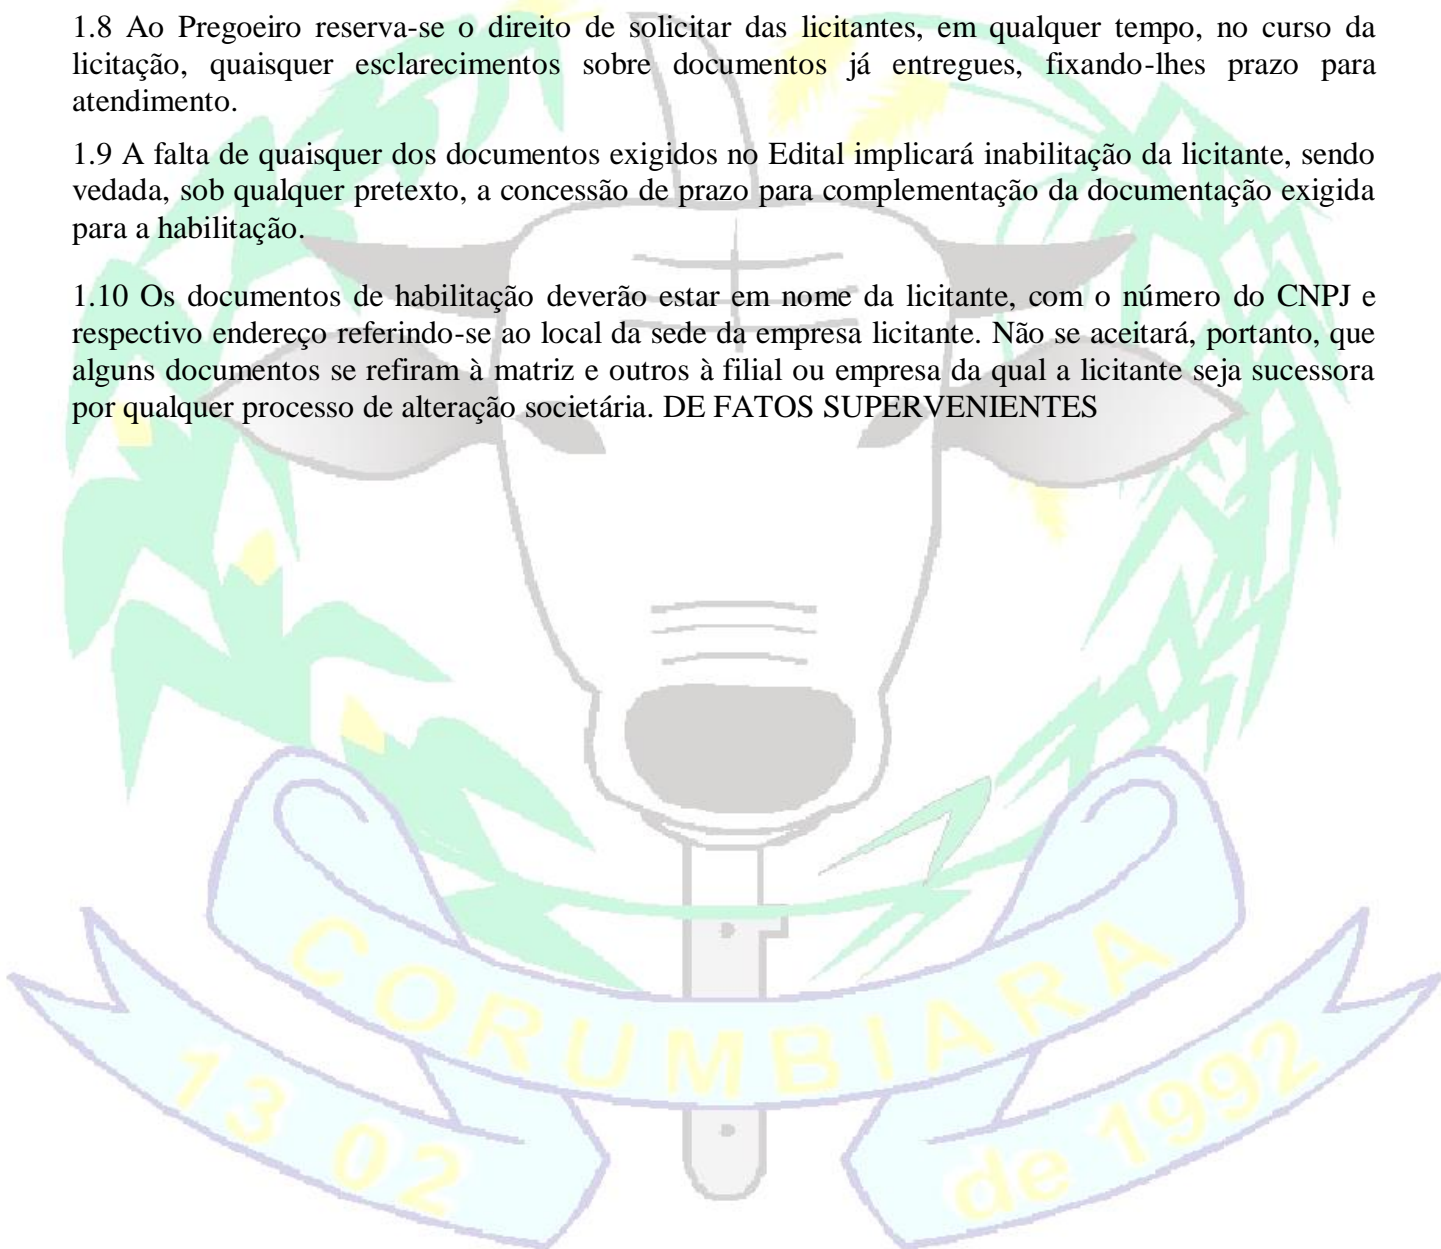 1.8 Ao Pregoeiro reserva-se o direito de solicitar das licitantes, em qualquer tempo, no curso da
licitação, quaisquer esclarecimentos sobre documentos já entregues, fixando-lhes prazo para
atendimento.
1.9 A falta de quaisquer dos documentos exigidos no Edital implicará inabilitação da licitante, sendo
vedada, sob qualquer pretexto, a concessão de prazo para complementação da documentação exigida
para a habilitação.
1.10 Os documentos de habilitação deverão estar em nome da licitante, com o número do CNPJ e
respectivo endereço referindo-se ao local da sede da empresa licitante. Não se aceitará, portanto, que
alguns documentos se refiram à matriz e outros à filial ou empresa da qual a licitante seja sucessora
por qualquer processo de alteração societária. DE FATOS SUPERVENIENTES
CORUMBIARA
13 02 de 1992